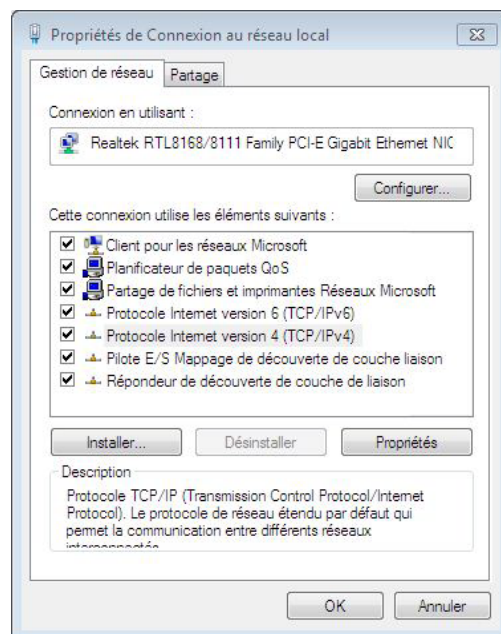 Propriétés de Connexion au réseau local
Gestion de réseau
Partage
Connexion en utilisant :
Realtek RTL8168/8111 Family PCI-E Gigabit Ethernet NIC
Configurer...
Cette connexion utilise les éléments suivants :
Client pour les réseaux Microsoft
Planificateur de paquets QoS
Partage de fichiers et imprimantes Réseaux Microsoft
Protocole Internet version 6 (TCP/IPv6)
Protocole Internet version 4 (TCP/IPv4)
Pilote E/S Mappage de découverte de couche liaison
Répondeur de découverte de couche de liaison
Installer...
Désinstaller
Propriétés
Description
Protocole TCP/IP (Transmission Control Protocol/Internet
Protocol). Le protocole de réseau étendu par défaut qui
permet la communication entre différents réseaux
interconnectés
OK
Annuler